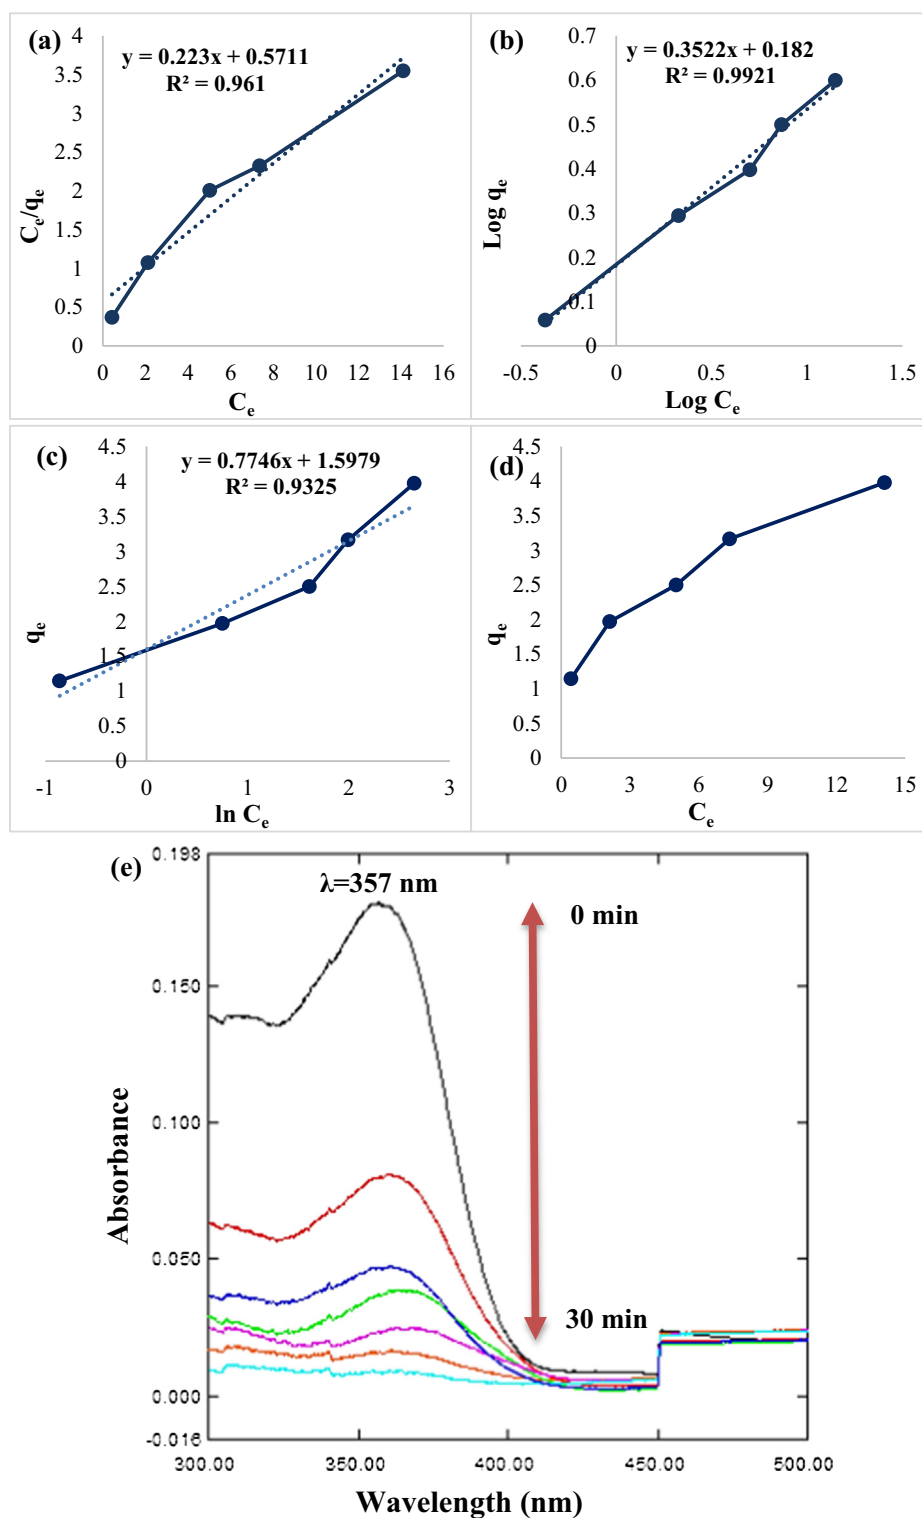 (a)
y = 0.223x + 0.5711
R² = 0.961
4
3.5
3
2.5
2
1.5
1
0.5
0
Cₑ/qₑ
0 2 4 6 8 10 12 14 16
Cₑ
(b)
y = 0.3522x + 0.182
R² = 0.9921
0.7
0.6
0.5
0.4
0.3
0.2
0.1
0
Log qₑ
-0.5 0 0.5 1 1.5
Log Cₑ
(c)
y = 0.7746x + 1.5979
R² = 0.9325
4.5
4
3.5
3
2.5
2
1.5
1
0.5
0
qₑ
-1 0 1 2 3
ln Cₑ
(d)
4.5
4
3.5
3
2.5
2
1.5
1
0.5
0
qₑ
0 3 6 9 12 15
Cₑ
(e)
λ=357 nm
0 min
30 min
0.198
0.150
0.100
0.050
0.000
-0.016
Absorbance
300.00 350.00 400.00 450.00 500.00
Wavelength (nm)